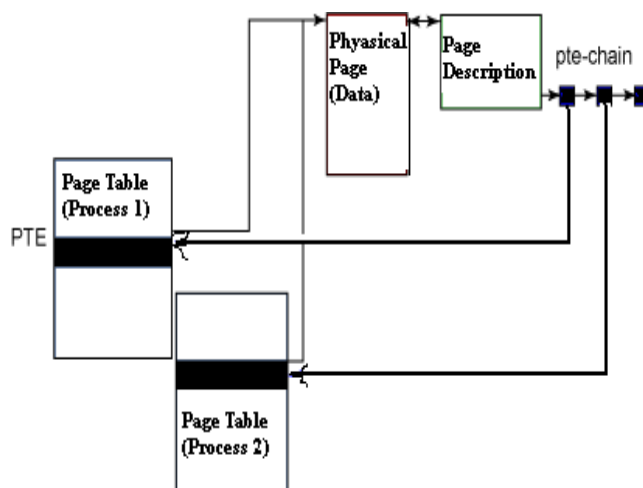 Phyasical
Page
(Data)
Page
Description
pte-chain
Page Table
(Process 1)
PTE
Page Table
(Process 2)